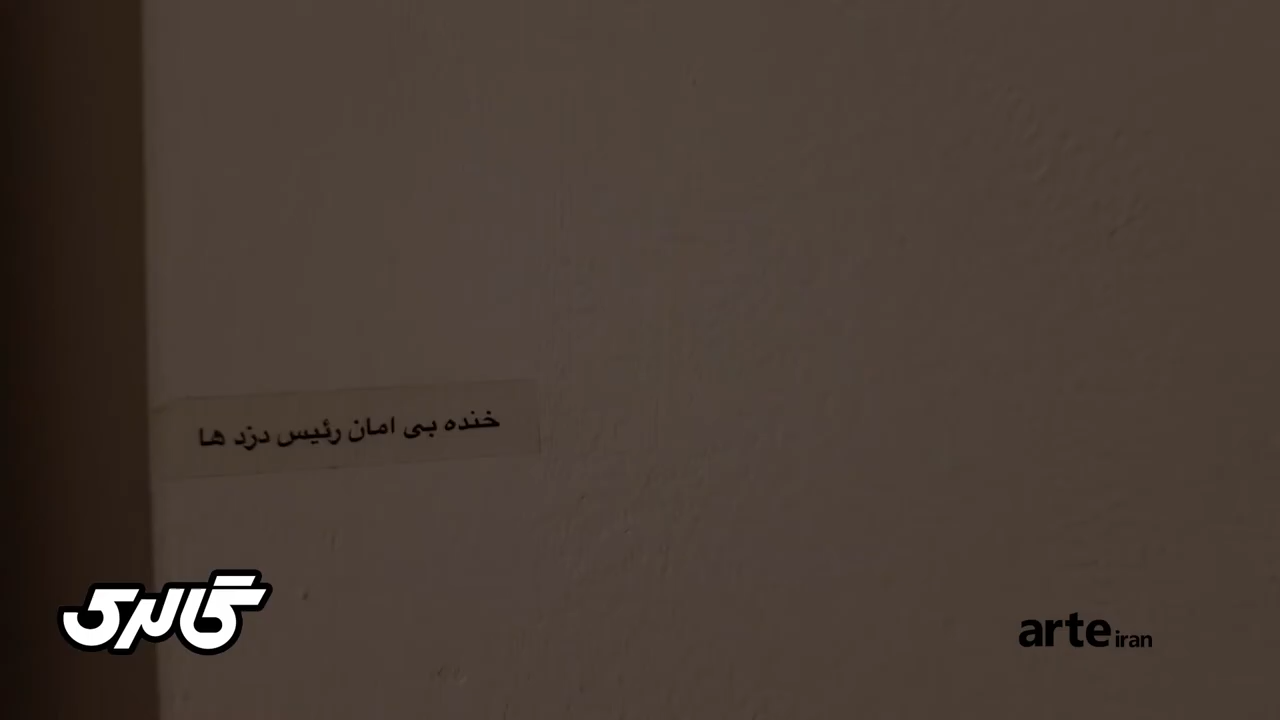 خنده بی امان رئیس دزد ها
گالری
arte iran